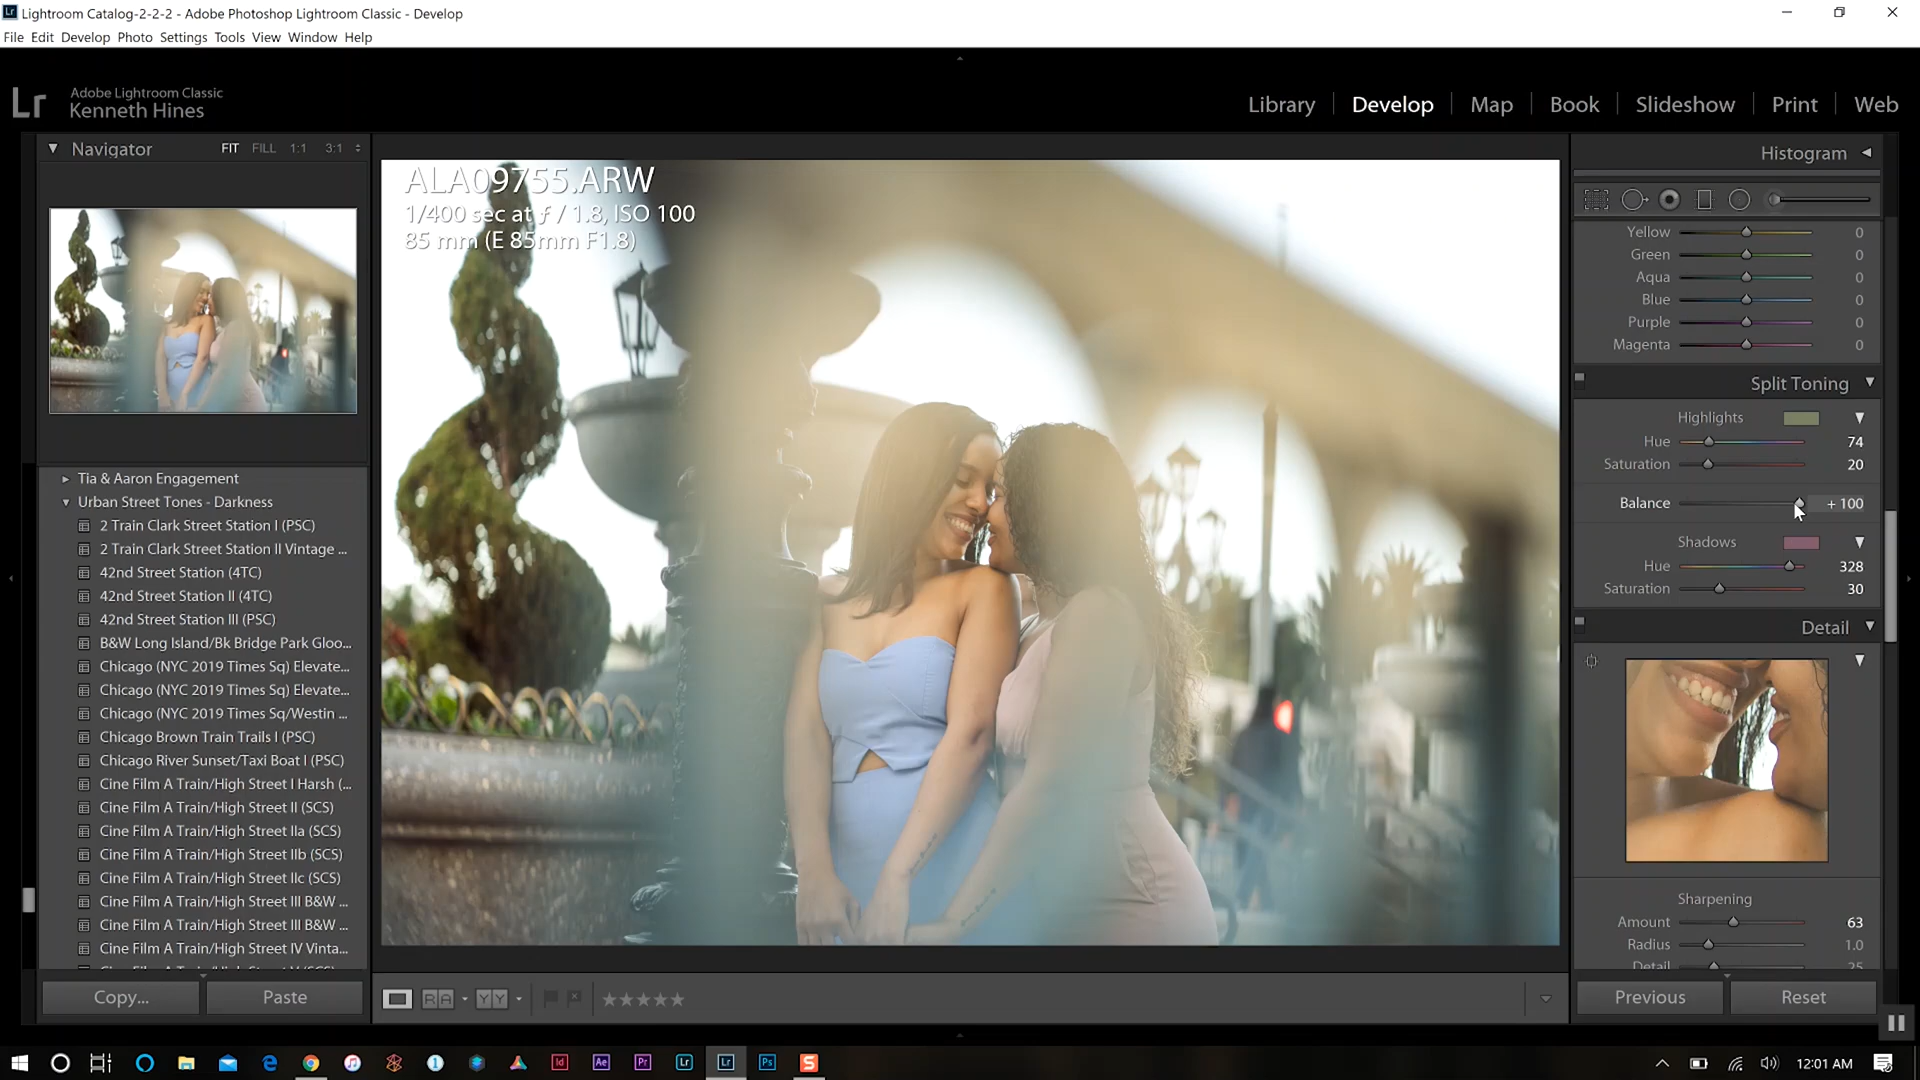 Lightroom Catalog-2-2-2 - Adobe Photoshop Lightroom Classic - Develop
File Edit Develop Photo Settings Tools View Window Help
Lr
Adobe Lightroom Classic
Kenneth Hines
Library Develop Map Book Slideshow Print Web
Navigator FIT FILL 1:1 3:1
Tia & Aaron Engagement
Urban Street Tones - Darkness
2 Train Clark Street Station I (PSC)
2 Train Clark Street Station II Vintage ...
42nd Street Station (4TC)
42nd Street Station II (4TC)
42nd Street Station III (PSC)
B&W Long Island/Bk Bridge Park Gloo...
Chicago (NYC 2019 Times Sq) Elevate...
Chicago (NYC 2019 Times Sq) Elevate...
Chicago (NYC 2019 Times Sq/Westin ...
Chicago Brown Train Trails I (PSC)
Chicago River Sunset/Taxi Boat I (PSC)
Cine Film A Train/High Street I Harsh (...
Cine Film A Train/High Street II (SCS)
Cine Film A Train/High Street IIa (SCS)
Cine Film A Train/High Street IIb (SCS)
Cine Film A Train/High Street IIc (SCS)
Cine Film A Train/High Street III B&W ...
Cine Film A Train/High Street III B&W ...
Cine Film A Train/High Street IV Vinta...
Copy... Paste
ALA09755.ARW
1/400 sec at ƒ / 1.8, ISO 100
85 mm (E 85mm F1.8)
RA YY
Histogram
Yellow 0
Green 0
Aqua 0
Blue 0
Purple 0
Magenta 0
Split Toning
Highlights
Hue 74
Saturation 20
Balance + 100
Shadows
Hue 328
Saturation 30
Detail
Sharpening
Amount 63
Radius 1.0
Detail 25
Previous Reset
Id Ae Pr Lr Lr Ps S
12:01 AM